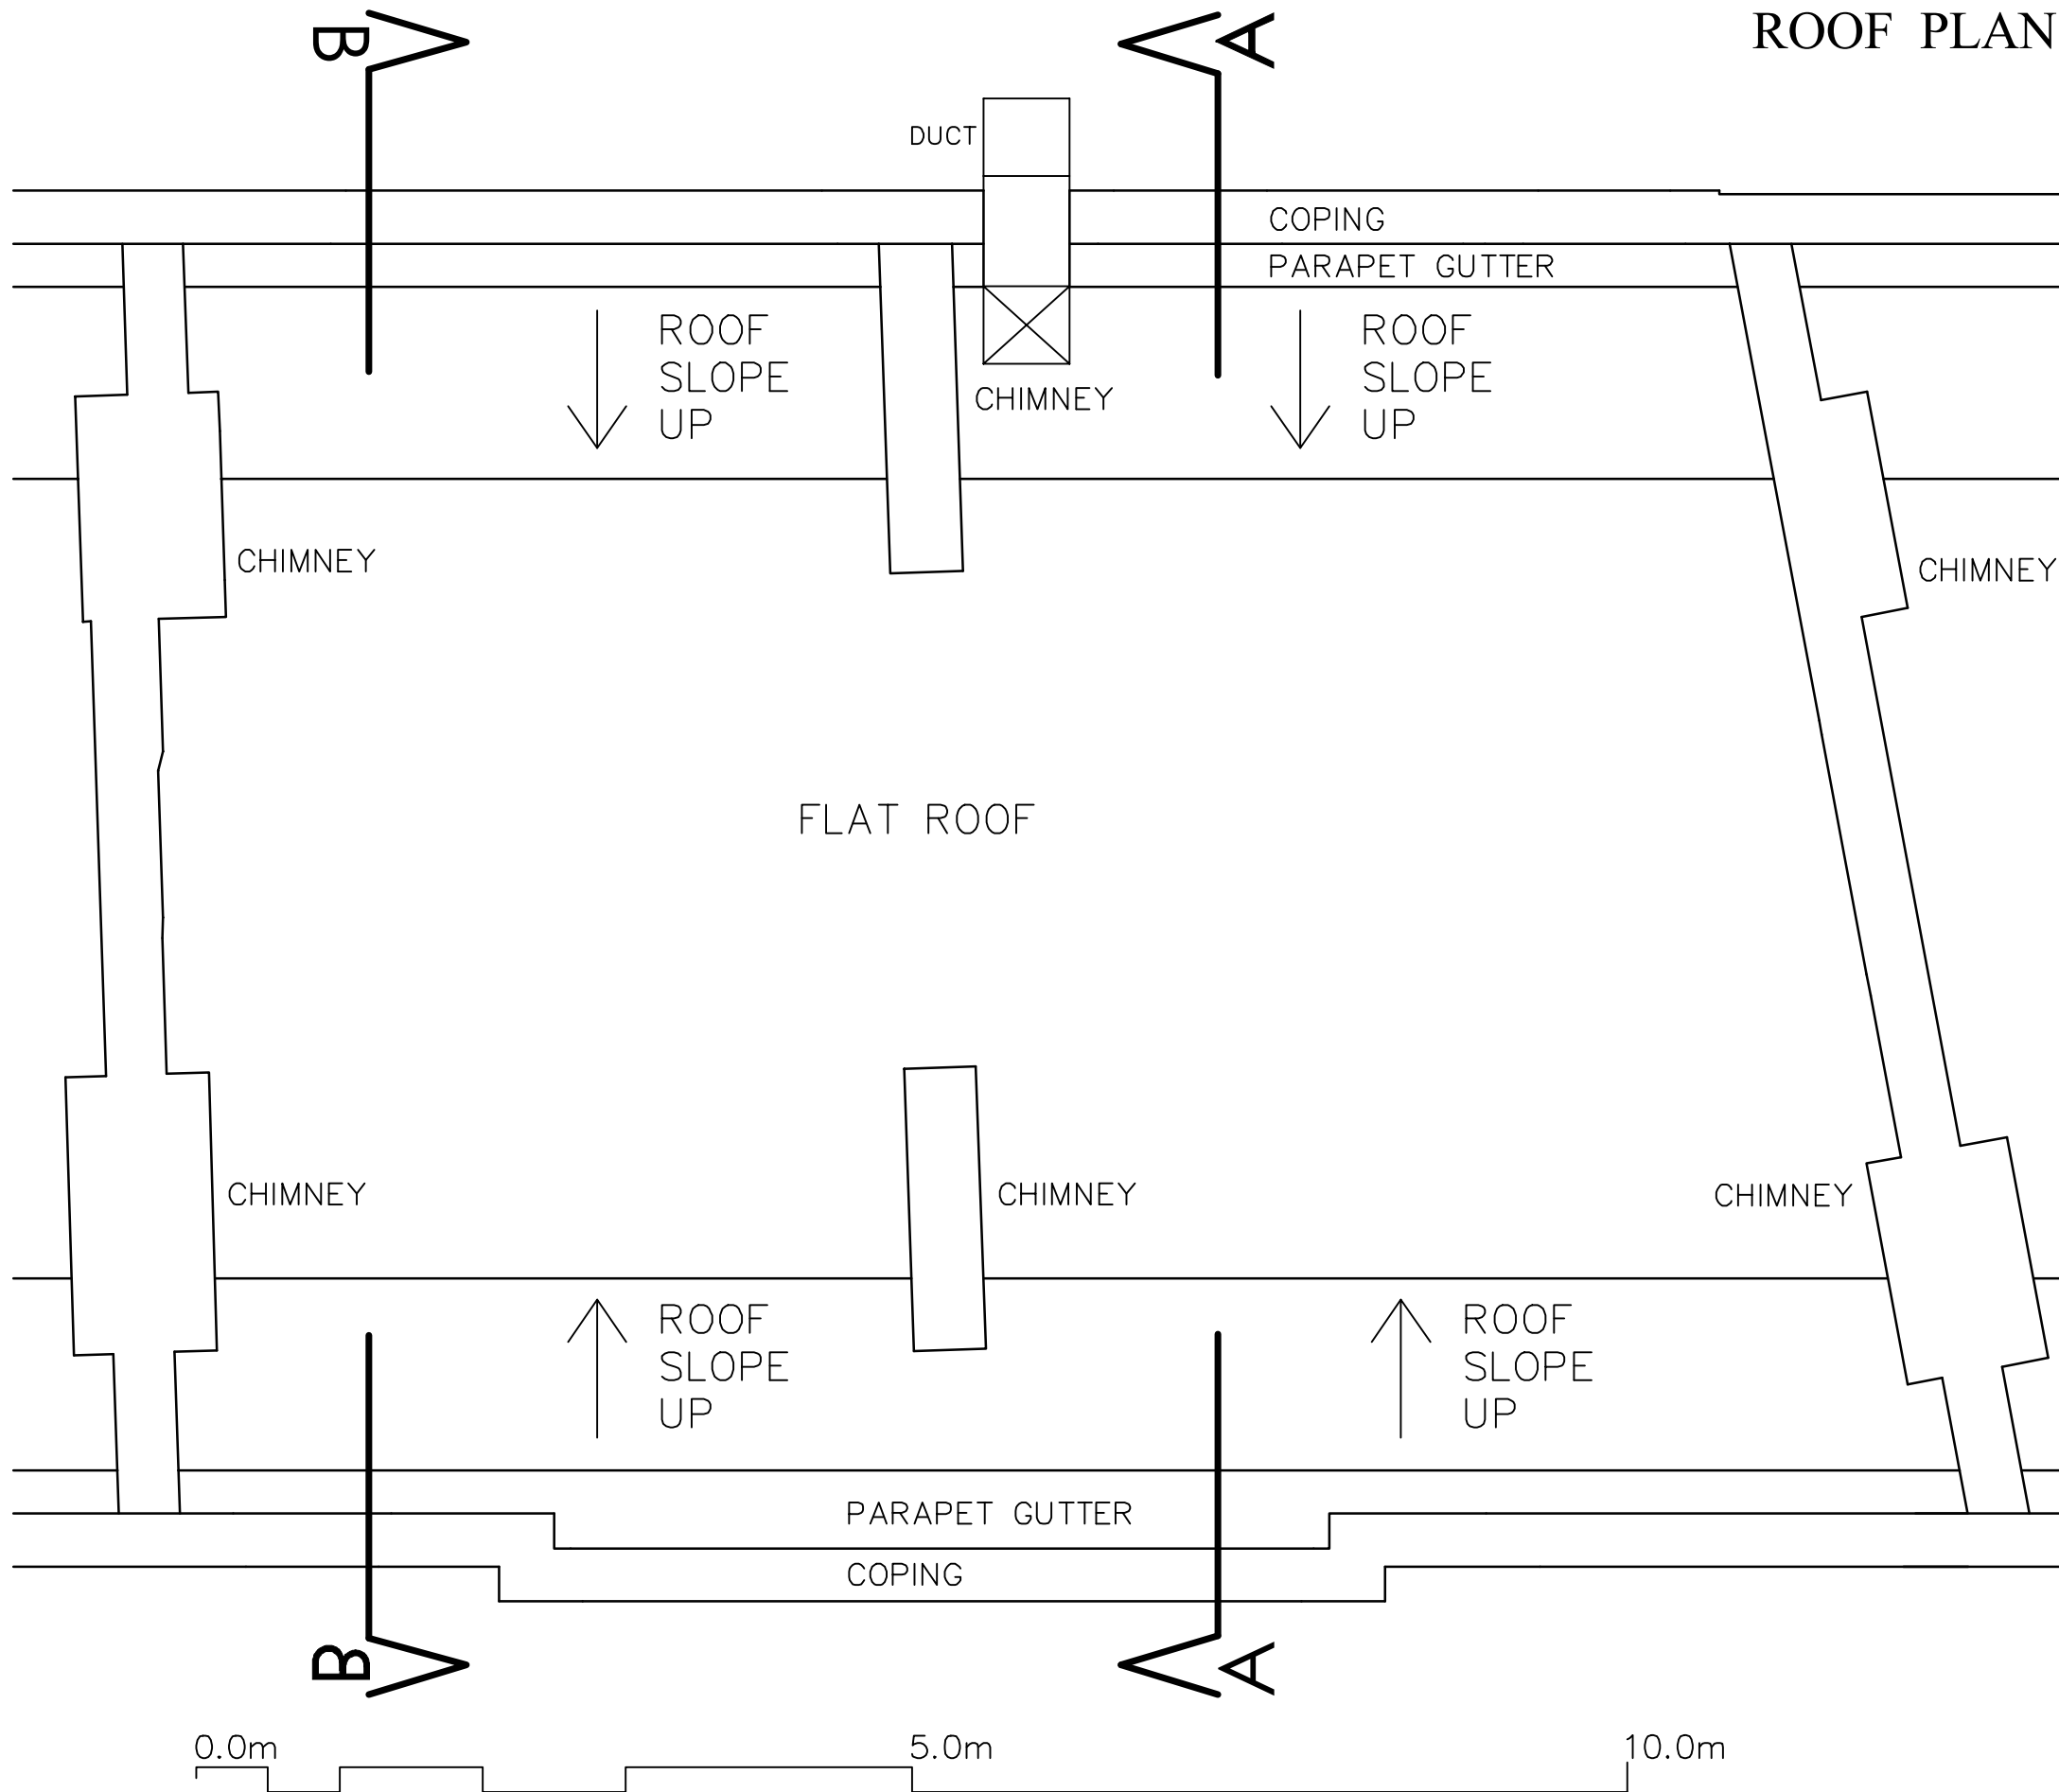 ROOF PLAN
B
A
DUCT
COPING
PARAPET GUTTER
ROOF
SLOPE
UP
ROOF
SLOPE
UP
CHIMNEY
CHIMNEY
CHIMNEY
FLAT ROOF
CHIMNEY
CHIMNEY
CHIMNEY
ROOF
SLOPE
UP
ROOF
SLOPE
UP
PARAPET GUTTER
COPING
B
A
0.0m
5.0m
10.0m